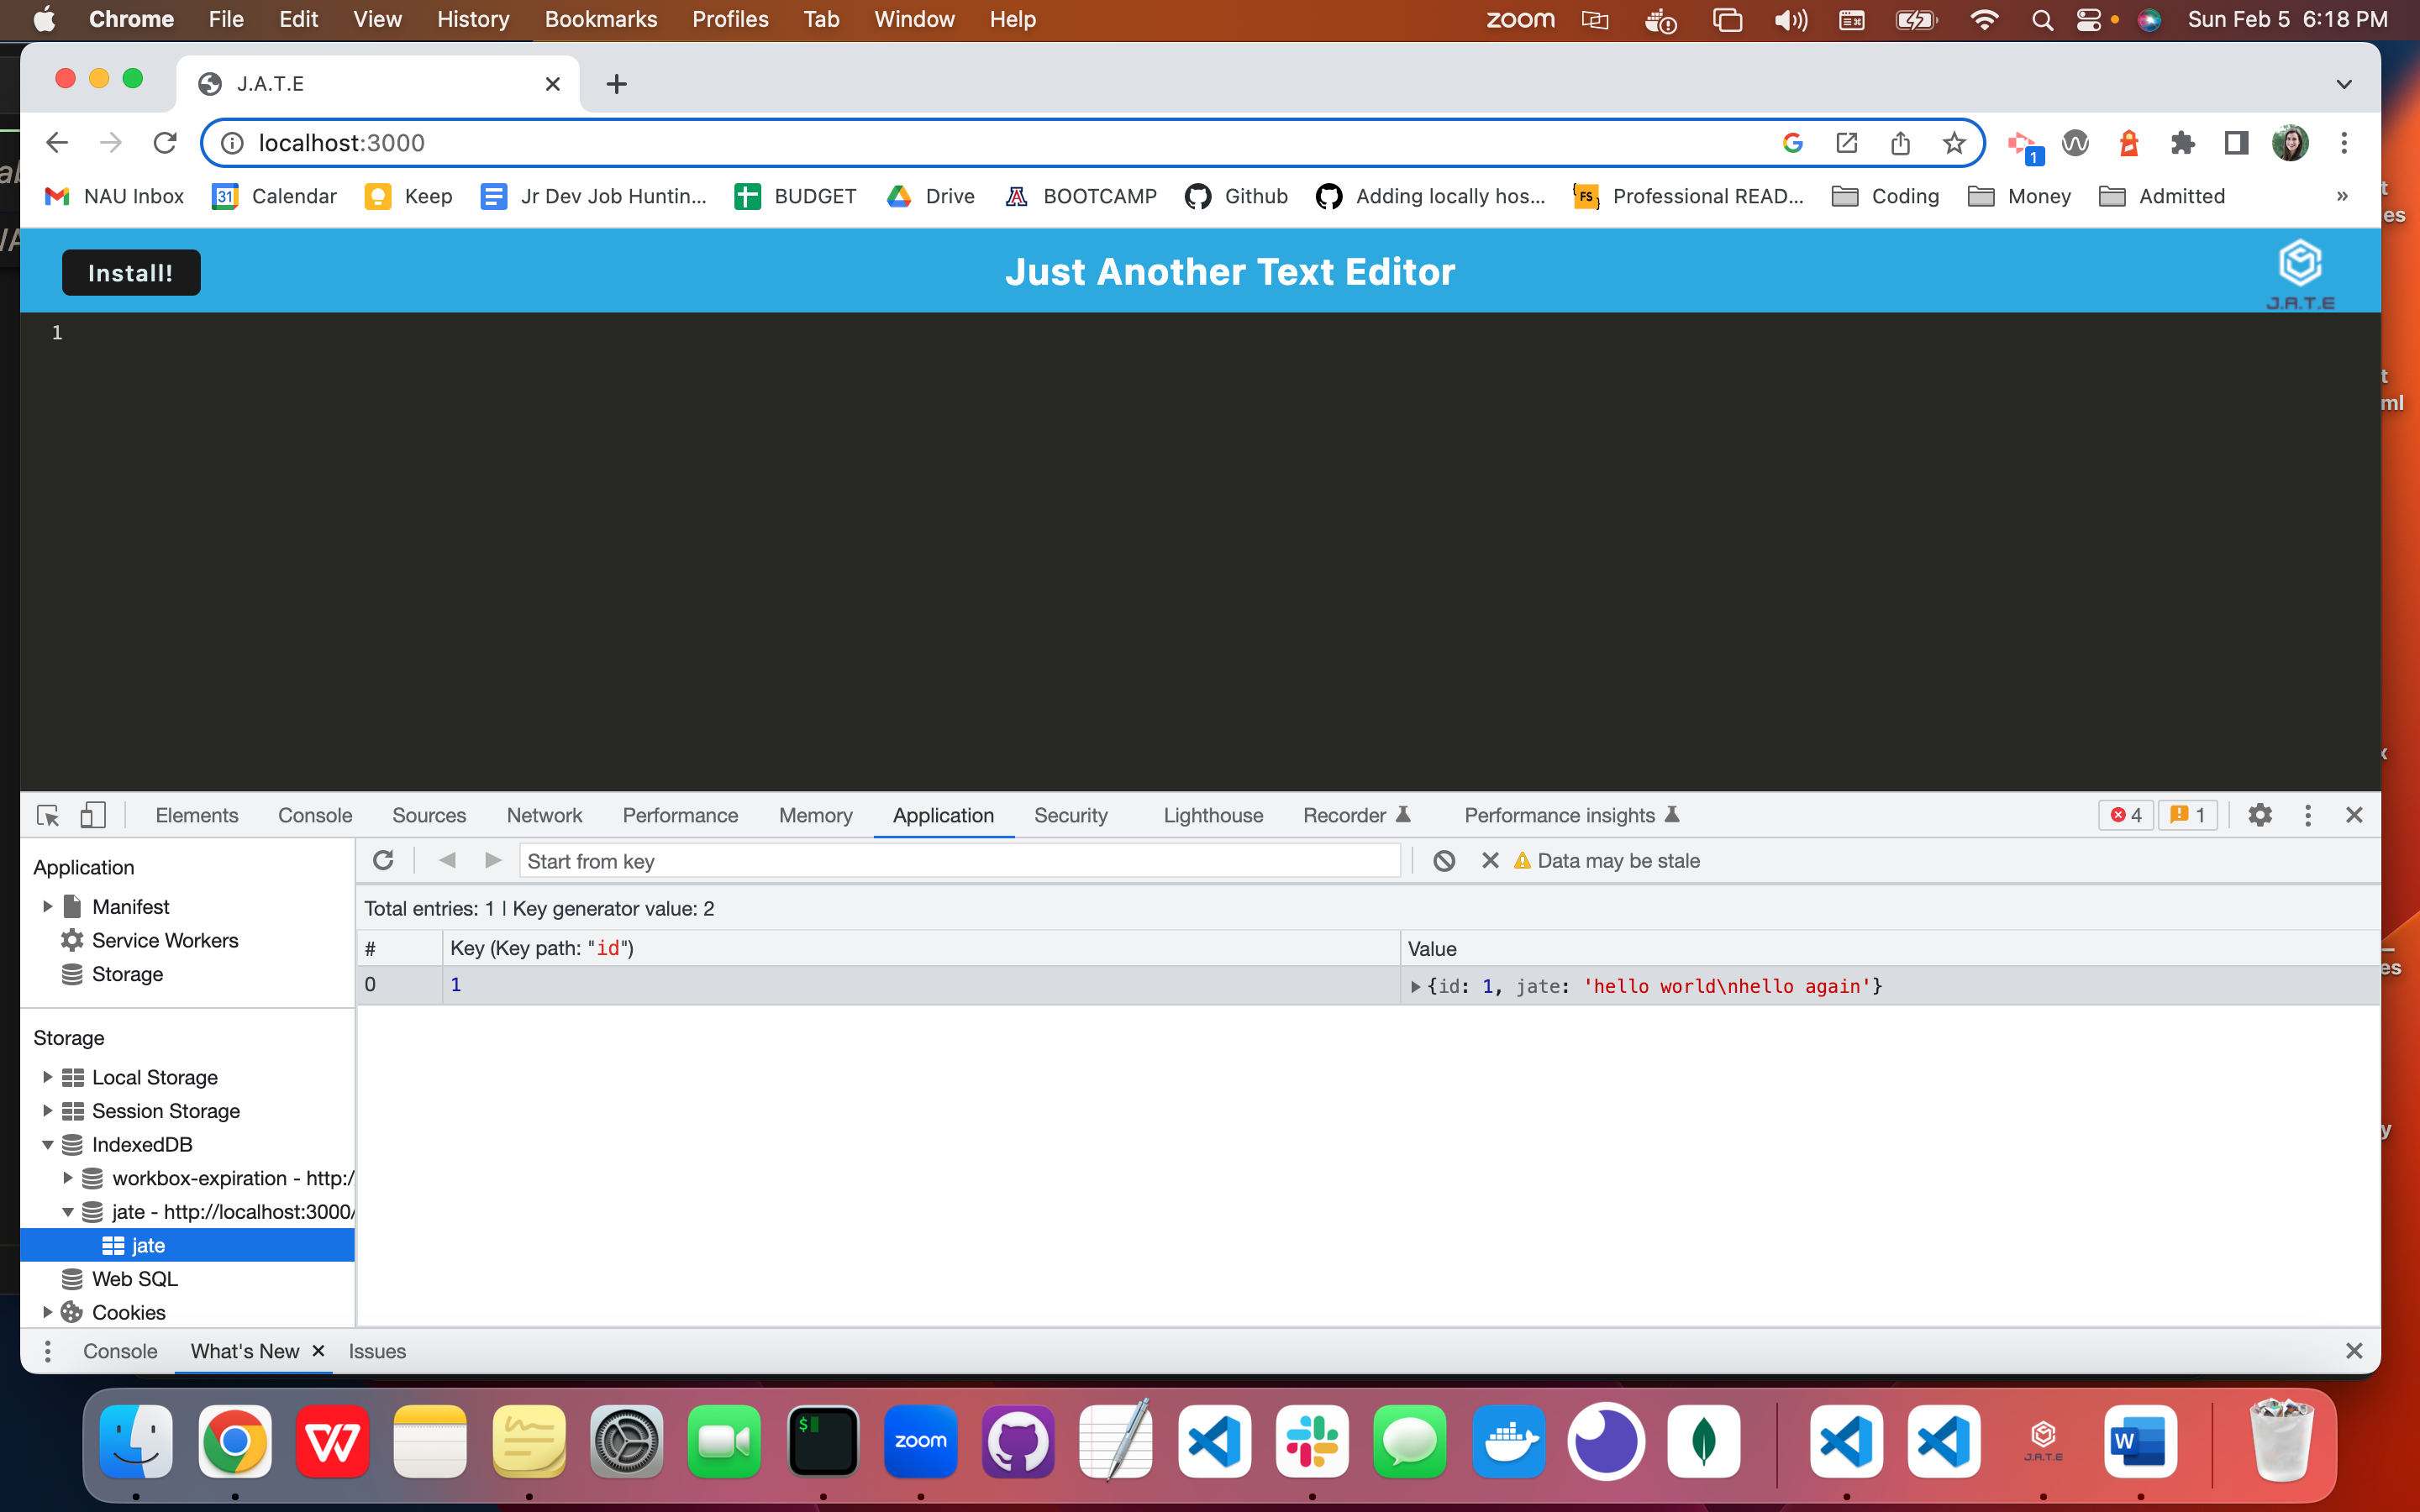 Chrome File Edit View History Bookmarks Profiles Tab Window Help zoom Sun Feb 5 6:18 PM
J.A.T.E
localhost:3000
1
NAU Inbox 31 Calendar Keep Jr Dev Job Huntin... BUDGET Drive BOOTCAMP Github Adding locally hos... FS Professional READ... Coding Money Admitted »
Install! Just Another Text Editor J.A.T.E
1
Elements Console Sources Network Performance Memory Application Security Lighthouse Recorder Performance insights 4 1
Application
Start from key Data may be stale
Manifest
Total entries: 1 | Key generator value: 2
Service Workers
# Key (Key path: "id") Value
Storage
0 1 {id: 1, jate: 'hello world\nhello again'}
Storage
Local Storage
Session Storage
IndexedDB
workbox-expiration - http:/
jate - http://localhost:3000/
jate
Web SQL
Cookies
Console What's New Issues
$ zoom J.A.T.E W